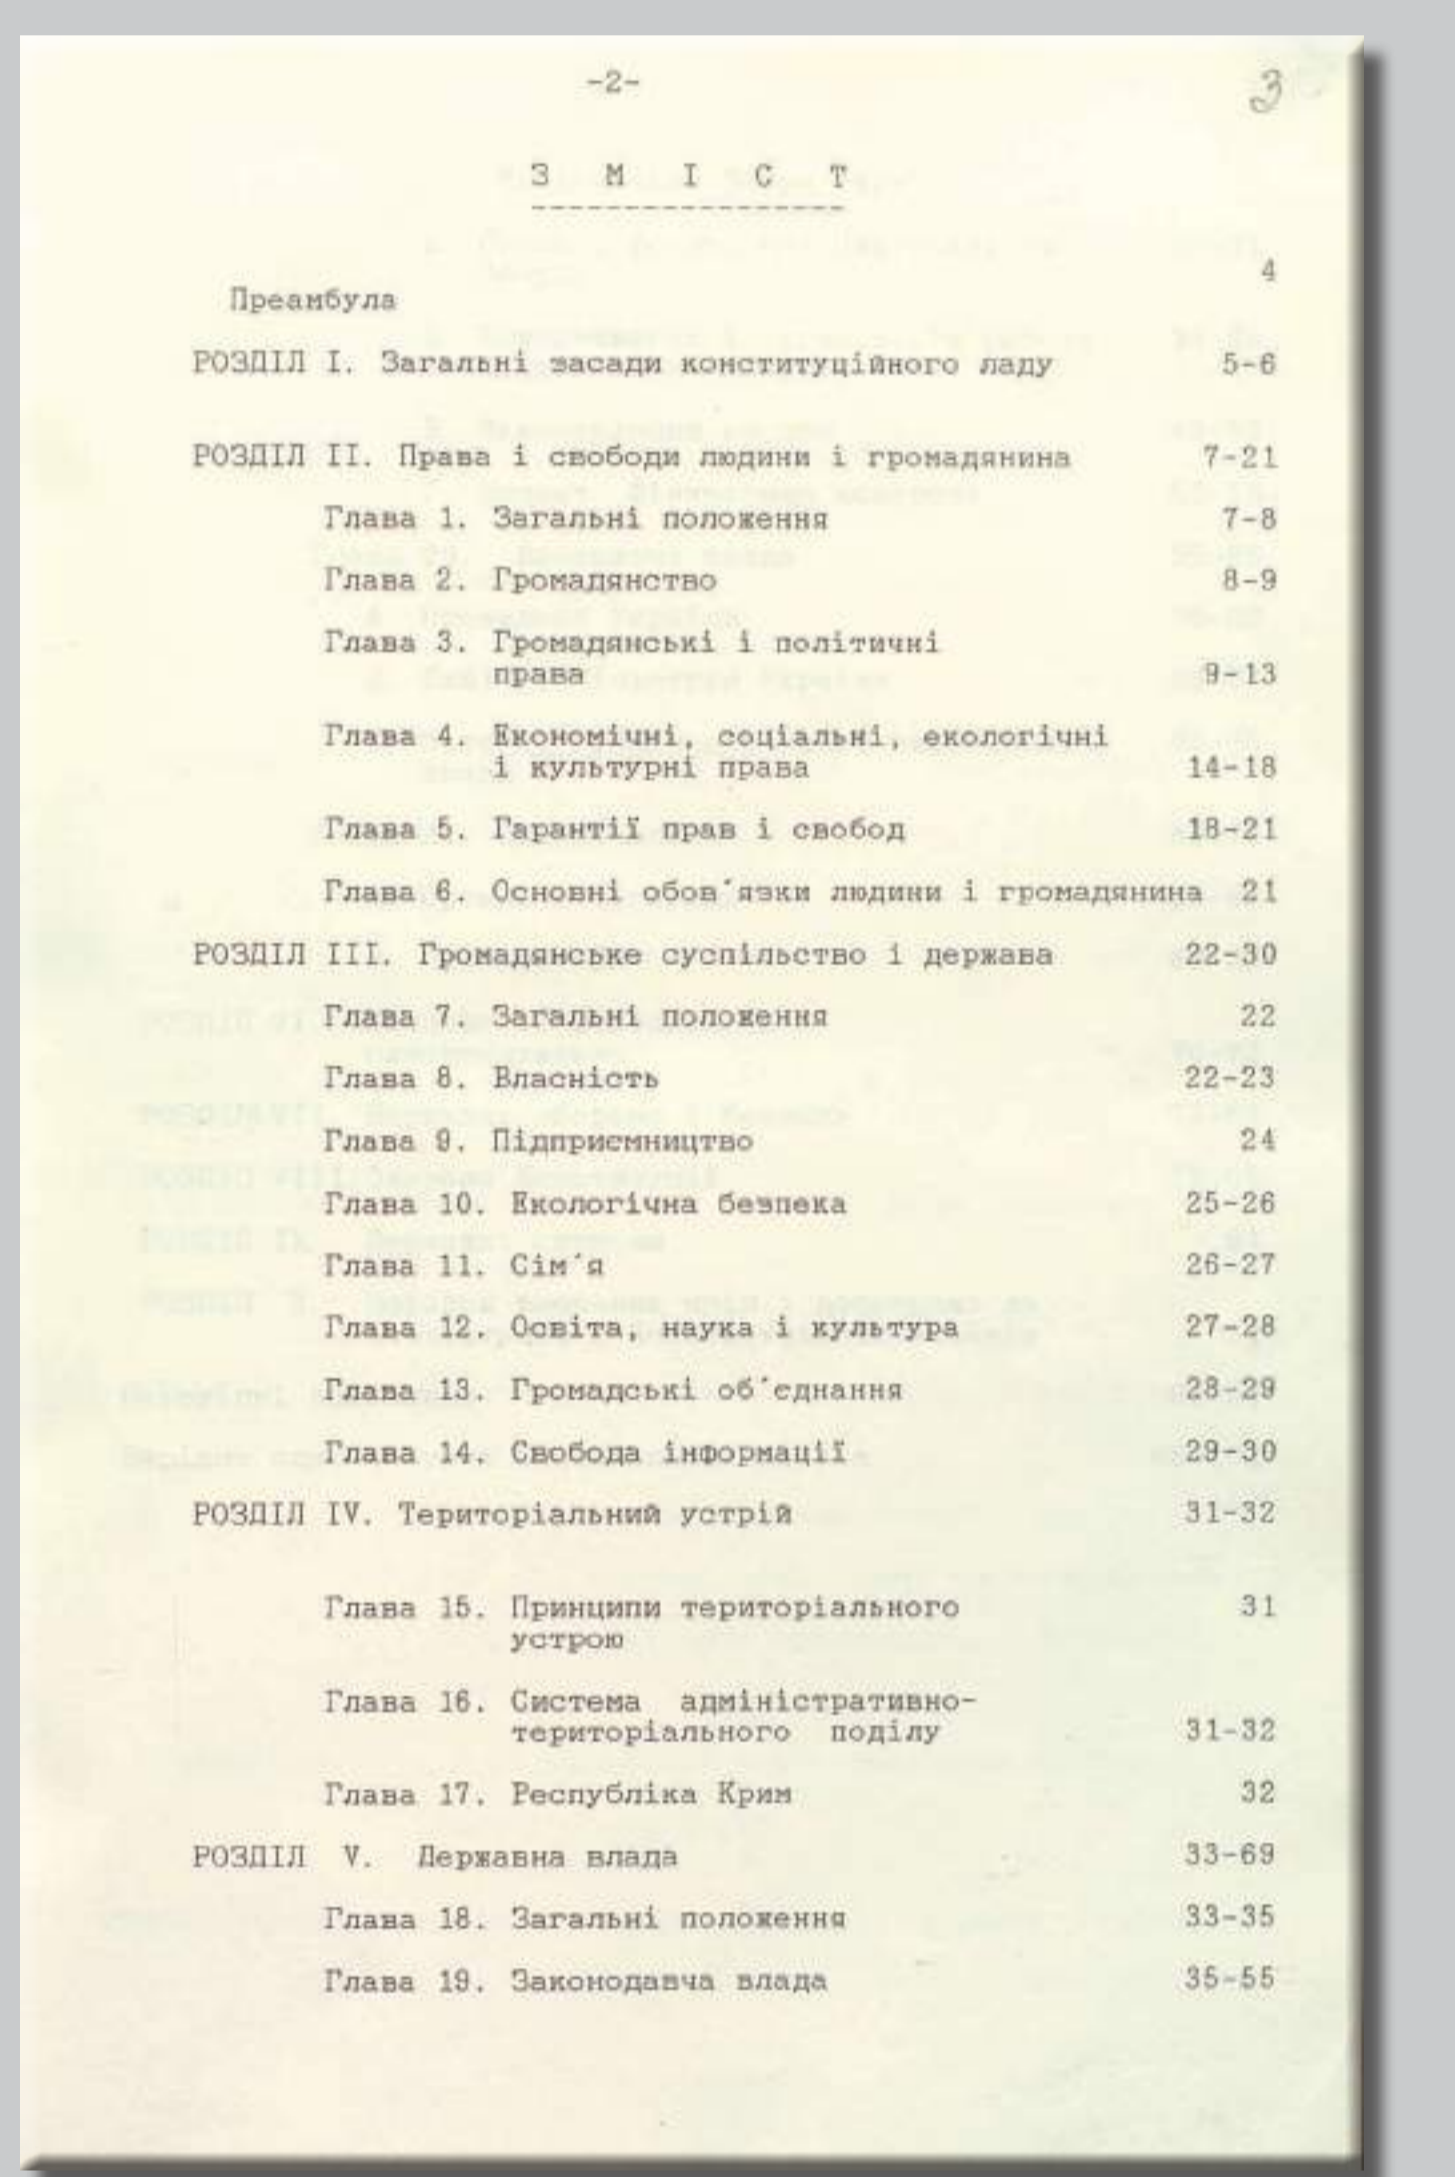 -2-
3
З М І С Т
-----------------
4
Преамбула
РОЗДІЛ І. Загальні засади конституційного ладу 5-6
РОЗДІЛ ІІ. Права і свободи людини і громадянина 7-21
Глава 1. Загальні положення 7-8
Глава 2. Громадянство 8-9
Глава 3. Громадянські і політичні
права 9-13
Глава 4. Економічні, соціальні, екологічні
і культурні права 14-18
Глава 5. Гарантії прав і свобод 18-21
Глава 6. Основні обов'язки людини і громадянина 21
РОЗДІЛ ІІІ. Громадянське суспільство і держава 22-30
Глава 7. Загальні положення 22
Глава 8. Власність 22-23
Глава 9. Підприємництво 24
Глава 10. Екологічна безпека 25-26
Глава 11. Сім'я 26-27
Глава 12. Освіта, наука і культура 27-28
Глава 13. Громадські об'єднання 28-29
Глава 14. Свобода інформації 29-30
РОЗДІЛ IV. Територіальний устрій 31-32
Глава 15. Принципи територіального 31
устрою
Глава 16. Система адміністративно-
територіального поділу 31-32
Глава 17. Республіка Крим 32
РОЗДІЛ V. Державна влада 33-69
Глава 18. Загальні положення 33-35
Глава 19. Законодавча влада 35-55